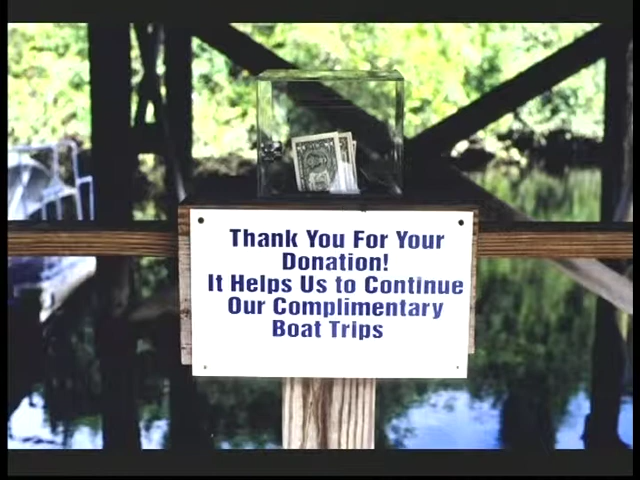 Thank You For Your
Donation!
It Helps Us to Continue
Our Complimentary
Boat Trips